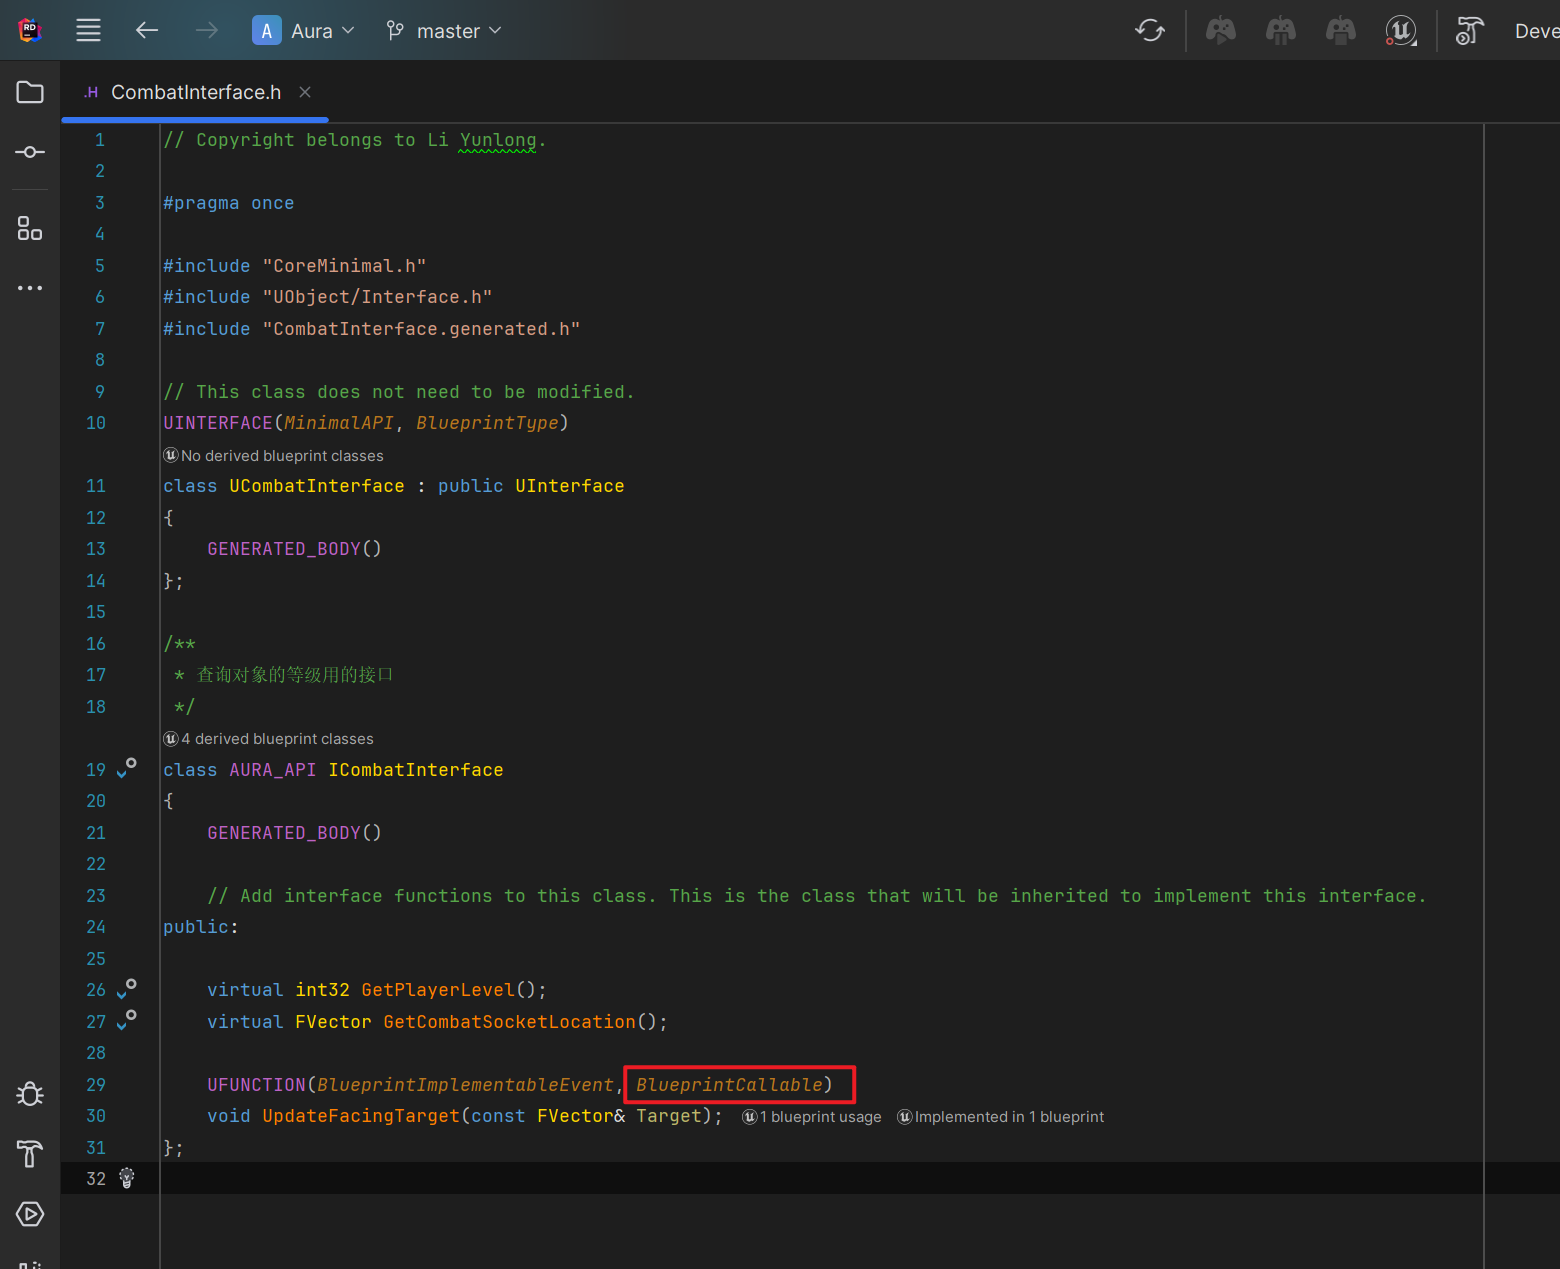 RD A Aura master U Deve
.H CombatInterface.h
1 // Copyright belongs to Li Yunlong.
2
3 #pragma once
4
5 #include "CoreMinimal.h"
6 #include "UObject/Interface.h"
7 #include "CombatInterface.generated.h"
8
9 // This class does not need to be modified.
10 UINTERFACE(MinimalAPI, BlueprintType)
No derived blueprint classes
11 class UCombatInterface : public UInterface
12 {
13 GENERATED_BODY()
14 };
15
16 /**
17 * 查询对象的等级用的接口
18 */
4 derived blueprint classes
19 class AURA_API ICombatInterface
20 {
21 GENERATED_BODY()
22
23 // Add interface functions to this class. This is the class that will be inherited to implement this interface.
24 public:
25
26 virtual int32 GetPlayerLevel();
27 virtual FVector GetCombatSocketLocation();
28
29 UFUNCTION(BlueprintImplementableEvent, BlueprintCallable)
30 void UpdateFacingTarget(const FVector& Target); 1 blueprint usage Implemented in 1 blueprint
31 };
32